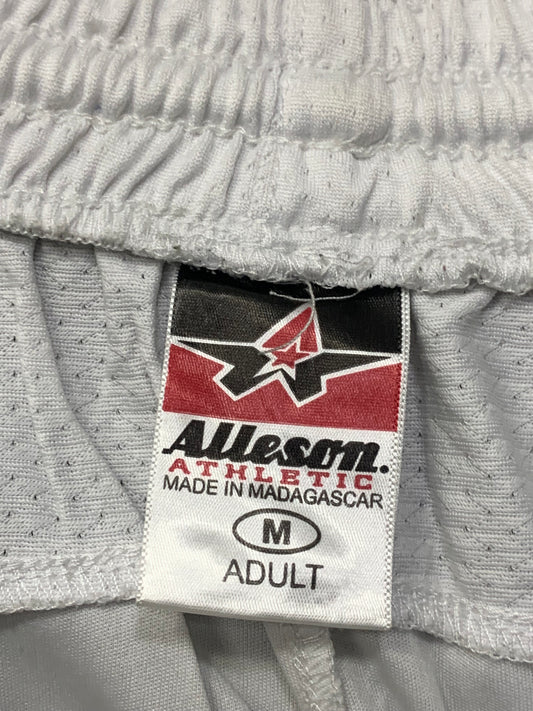 Alleson.
ATHLETIC
MADE IN MADAGASCAR
M
ADULT